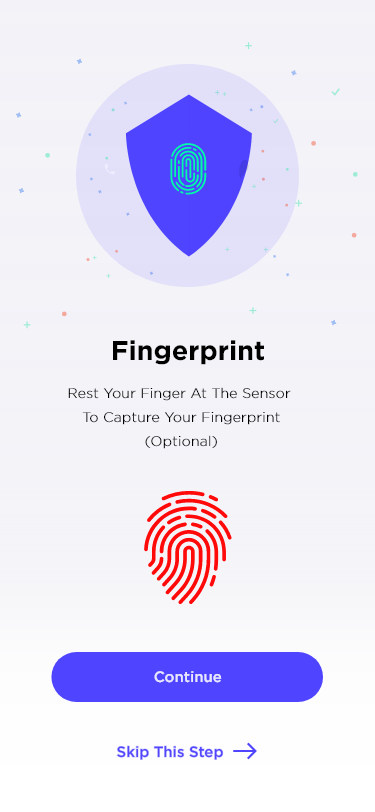 Fingerprint
Rest Your Finger At The Sensor
To Capture Your Fingerprint
(Optional)
Continue
Skip This Step